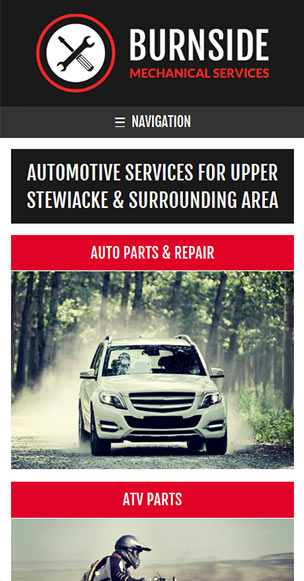 BURNSIDE
MECHANICAL SERVICES
☰ NAVIGATION
AUTOMOTIVE SERVICES FOR UPPER
STEWIACKE & SURROUNDING AREA
AUTO PARTS & REPAIR
ATV PARTS